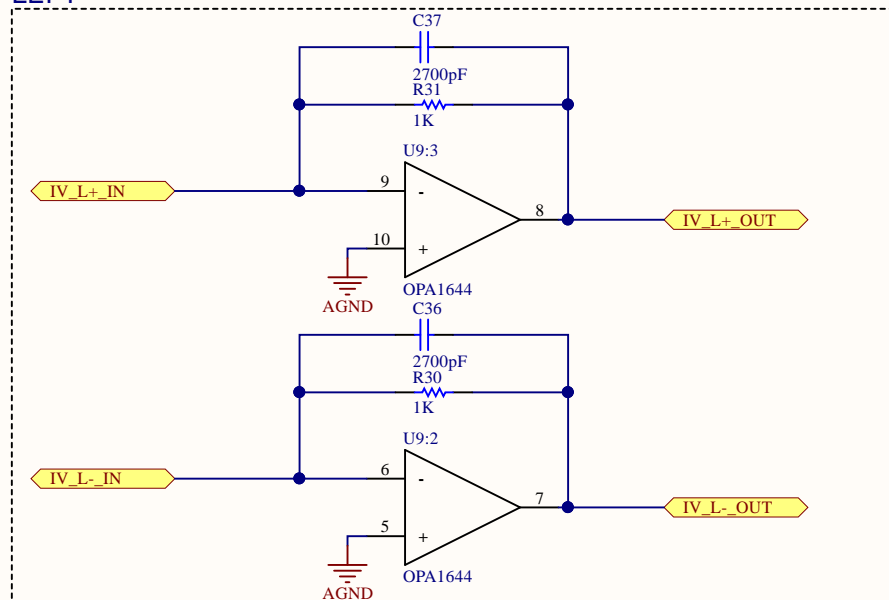 C37
2700pF
R31
1K
U9:3
IV_L+_IN
9
-
8
IV_L+_OUT
10
+
AGND
OPA1644
C36
2700pF
R30
1K
U9:2
IV_L-_IN
6
-
7
IV_L-_OUT
5
+
AGND
OPA1644